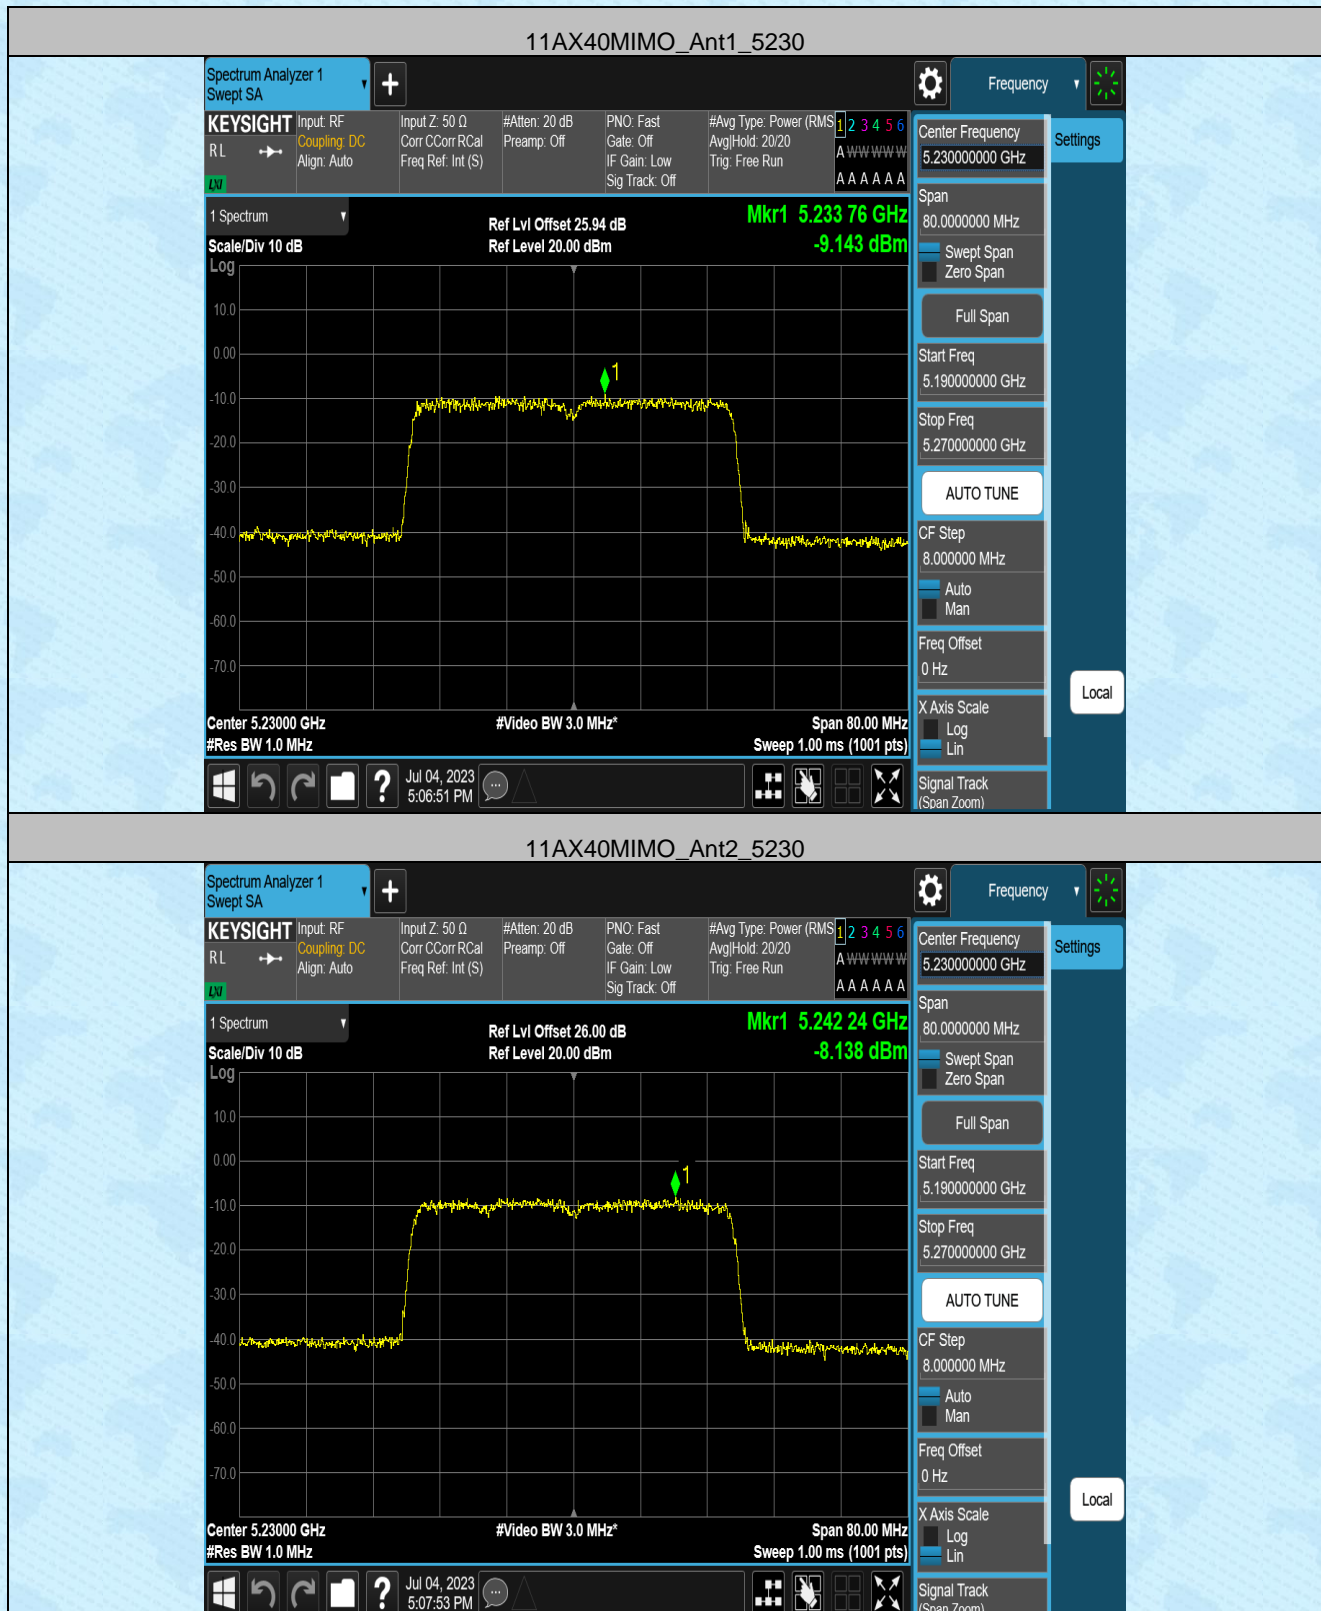 11AX40MIMO_Ant1_5230
Spectrum Analyzer 1
Swept SA
Frequency
KEYSIGHT
R L
LXI
Input: RF
Coupling: DC
Align: Auto
Input Z: 50 Ω
Corr CCorr RCal
Freq Ref: Int (S)
#Atten: 20 dB
Preamp: Off
PNO: Fast
Gate: Off
IF Gain: Low
Sig Track: Off
#Avg Type: Power (RMS
Avg|Hold: 20/20
Trig: Free Run
1 2 3 4 5 6
A W W W W W
A A A A A A
Center Frequency
5.230000000 GHz
Settings
1 Spectrum
Scale/Div 10 dB
Log
Ref Lvl Offset 25.94 dB
Ref Level 20.00 dBm
Mkr1 5.233 76 GHz
-9.143 dBm
10.0
0.00
-10.0
-20.0
-30.0
-40.0
-50.0
-60.0
-70.0
1
Center 5.23000 GHz
#Res BW 1.0 MHz
#Video BW 3.0 MHz*
Span 80.00 MHz
Sweep 1.00 ms (1001 pts)
Span
80.0000000 MHz
Swept Span
Zero Span
Full Span
Start Freq
5.190000000 GHz
Stop Freq
5.270000000 GHz
AUTO TUNE
CF Step
8.000000 MHz
Auto
Man
Freq Offset
0 Hz
X Axis Scale
Log
Lin
Signal Track
(Span Zoom)
Local
?
Jul 04, 2023
5:06:51 PM
11AX40MIMO_Ant2_5230
Spectrum Analyzer 1
Swept SA
Frequency
KEYSIGHT
R L
LXI
Input: RF
Coupling: DC
Align: Auto
Input Z: 50 Ω
Corr CCorr RCal
Freq Ref: Int (S)
#Atten: 20 dB
Preamp: Off
PNO: Fast
Gate: Off
IF Gain: Low
Sig Track: Off
#Avg Type: Power (RMS
Avg|Hold: 20/20
Trig: Free Run
1 2 3 4 5 6
A W W W W W
A A A A A A
Center Frequency
5.230000000 GHz
Settings
1 Spectrum
Scale/Div 10 dB
Log
Ref Lvl Offset 26.00 dB
Ref Level 20.00 dBm
Mkr1 5.242 24 GHz
-8.138 dBm
10.0
0.00
-10.0
-20.0
-30.0
-40.0
-50.0
-60.0
-70.0
1
Center 5.23000 GHz
#Res BW 1.0 MHz
#Video BW 3.0 MHz*
Span 80.00 MHz
Sweep 1.00 ms (1001 pts)
Span
80.0000000 MHz
Swept Span
Zero Span
Full Span
Start Freq
5.190000000 GHz
Stop Freq
5.270000000 GHz
AUTO TUNE
CF Step
8.000000 MHz
Auto
Man
Freq Offset
0 Hz
X Axis Scale
Log
Lin
Signal Track
(Span Zoom)
Local
?
Jul 04, 2023
5:07:53 PM